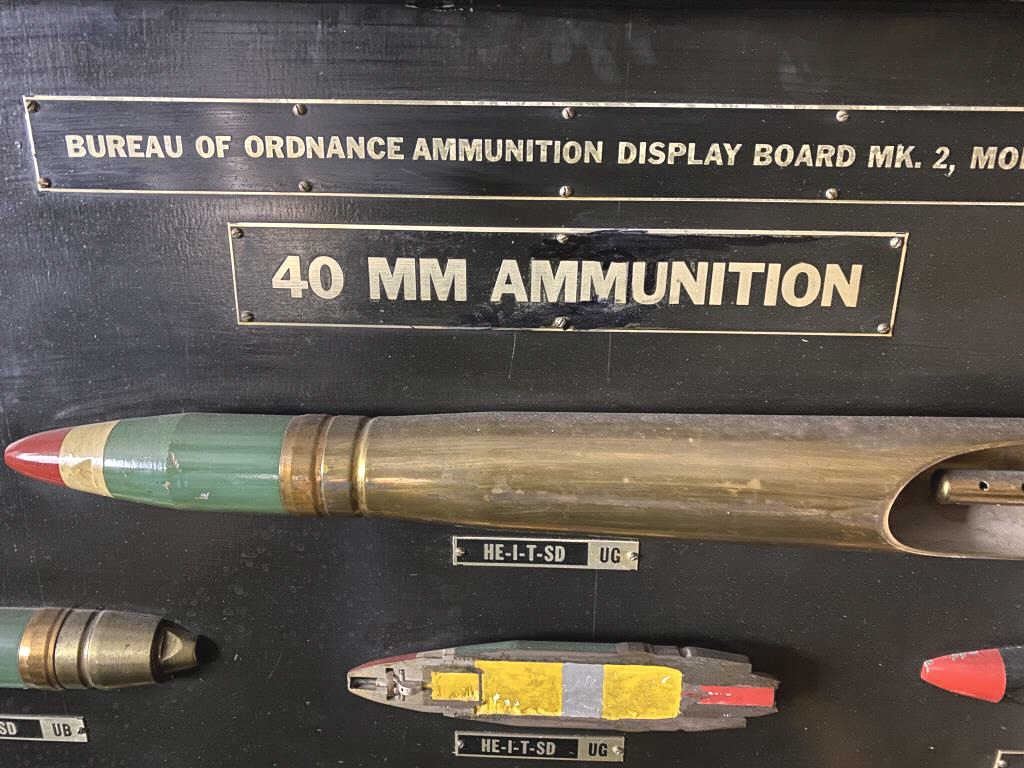 BUREAU OF ORDNANCE AMMUNITION DISPLAY BOARD MK. 2,
40 MM AMMUNITION
HE-I-T-SD UG
SD UB
HE-I-T-SD UG